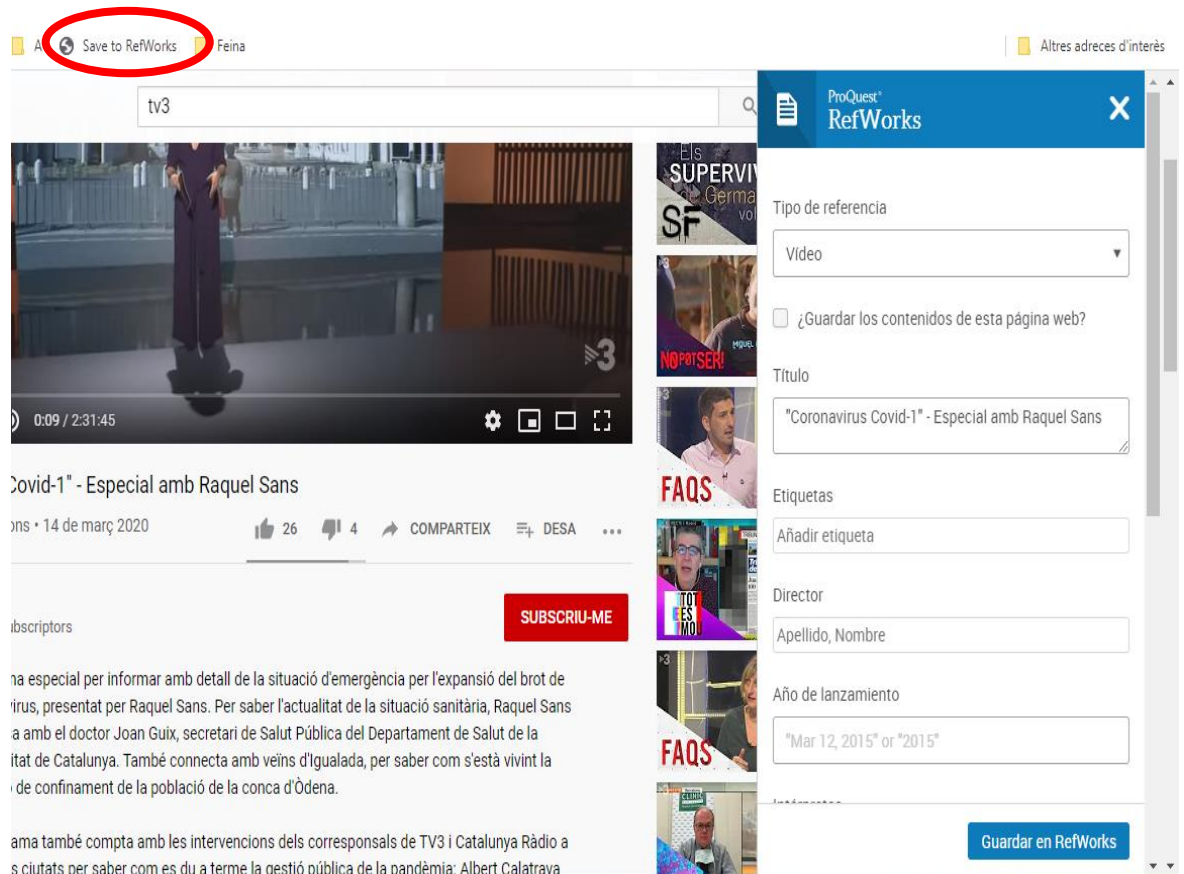 A
Save to RefWorks
Feina
Altres adreces d'interès
tv3
3
0:09 / 2:31:45
Covid-1" - Especial amb Raquel Sans
ons • 14 de març 2020
26
4
COMPARTEIX
DESA
SUBSCRIU-ME
bscriptors
na especial per informar amb detall de la situació d'emergència per l'expansió del brot de
virus, presentat per Raquel Sans. Per saber l'actualitat de la situació sanitària, Raquel Sans
a amb el doctor Joan Guix, secretari de Salut Pública del Departament de Salut de la
itat de Catalunya. També connecta amb veïns d'Igualada, per saber com s'està vivint la
de confinament de la població de la conca d'Òdena.
ama també compta amb les intervencions dels corresponsals de TV3 i Catalunya Ràdio a
s ciutats per saber com es du a terme la gestió pública de la pandèmia: Albert Calatrava
Els
SUPERVIV
de Germa
vol
SF
NO POT SER!
FAQS
TOT
ES
MOU
FAQS
CLINIC
ProQuest®
RefWorks
Tipo de referencia
Vídeo
¿Guardar los contenidos de esta página web?
Título
"Coronavirus Covid-1" - Especial amb Raquel Sans
Etiquetas
Añadir etiqueta
Director
Apellido, Nombre
Año de lanzamiento
"Mar 12, 2015" or "2015"
Guardar en RefWorks